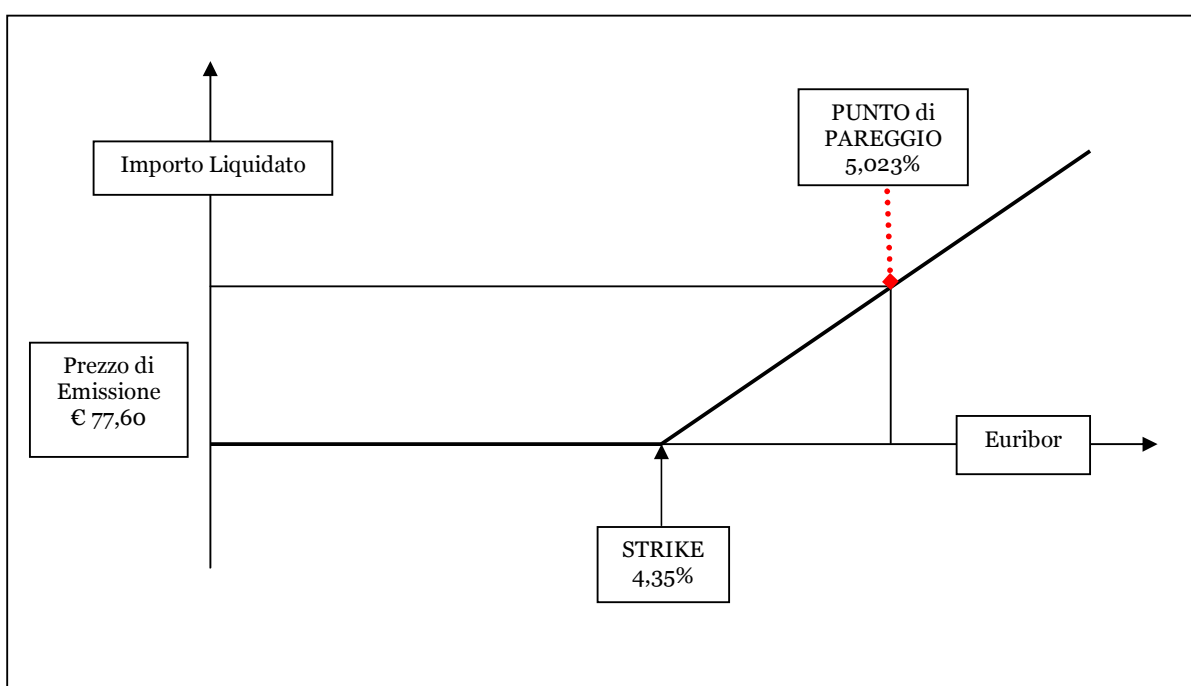 PUNTO di
PAREGGIO
5,023%
Importo Liquidato
Prezzo di
Emissione
€ 77,60
Euribor
STRIKE
4,35%